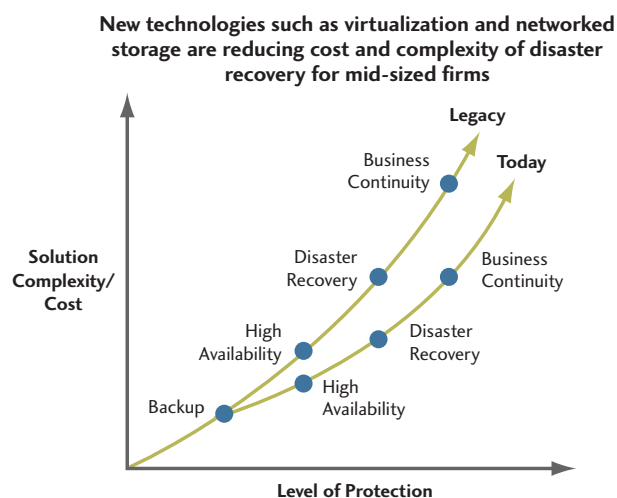 New technologies such as virtualization and networked
storage are reducing cost and complexity of disaster
recovery for mid-sized firms
Legacy
Business
Continuity
Today
Solution
Complexity/
Cost
Disaster
Recovery
Business
Continuity
High
Availability
Disaster
Recovery
Backup
High
Availability
Level of Protection